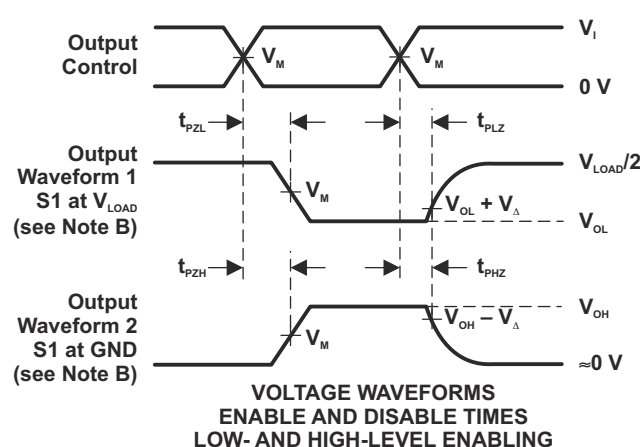 Output
Control
V_M
V_M
V_I
0 V
t_PZL
t_PLZ
Output
Waveform 1
S1 at V_LOAD
(see Note B)
V_M
V_OL + V_Δ
V_LOAD/2
V_OL
t_PZH
t_PHZ
Output
Waveform 2
S1 at GND
(see Note B)
V_M
V_OH – V_Δ
V_OH
≈0 V
VOLTAGE WAVEFORMS
ENABLE AND DISABLE TIMES
LOW- AND HIGH-LEVEL ENABLING